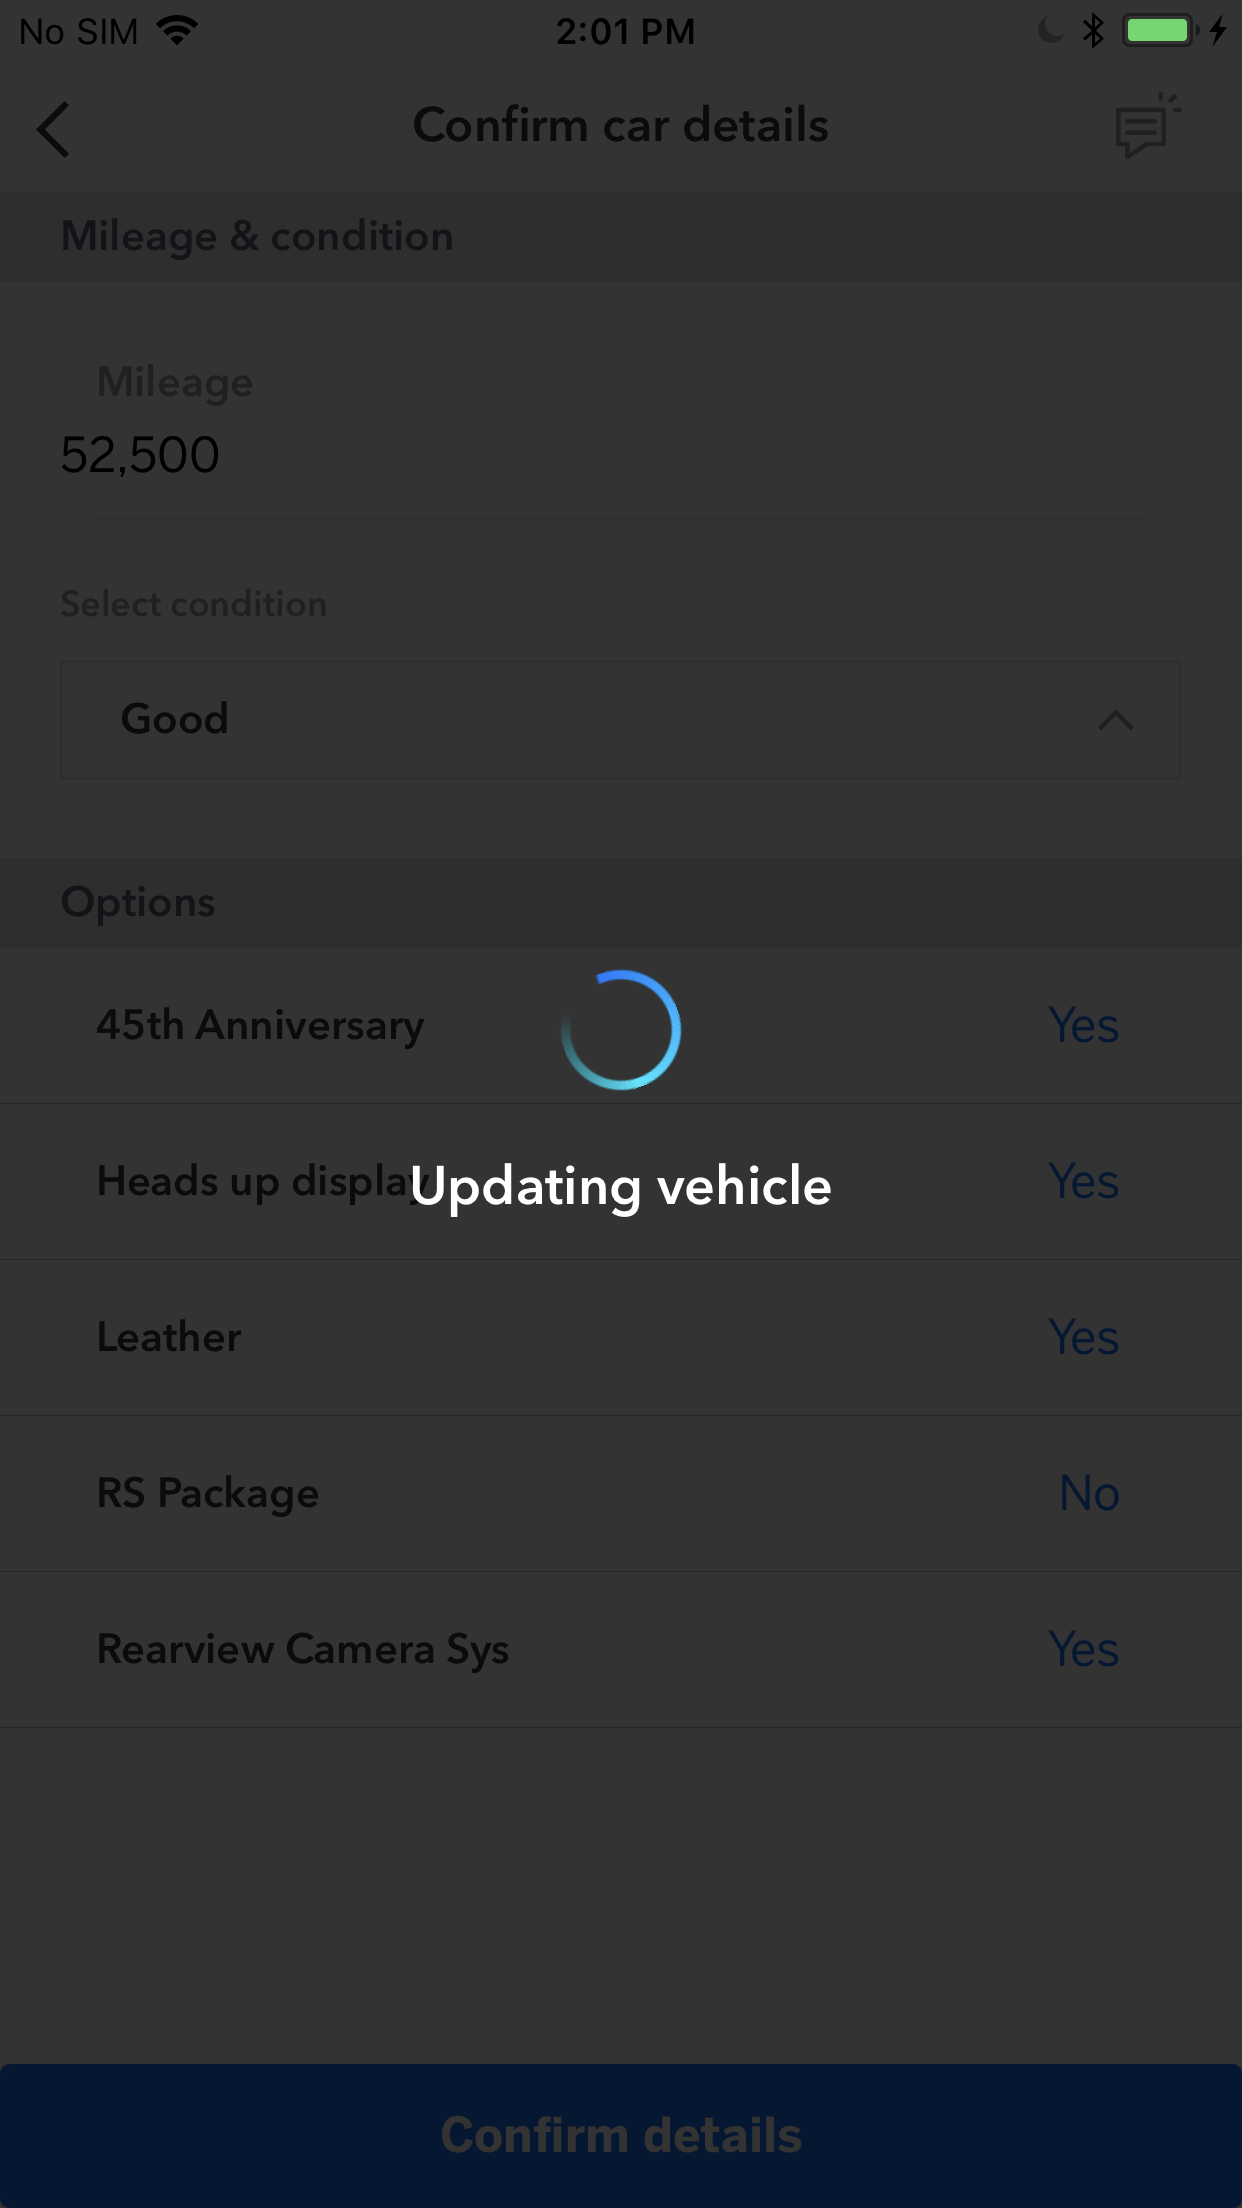 No SIM 2:01 PM
Confirm car details
Mileage & condition
Mileage
52,500
Select condition
Good
Options
45th Anniversary Yes
Heads up display Yes
Updating vehicle
Leather Yes
RS Package No
Rearview Camera Sys Yes
Confirm details